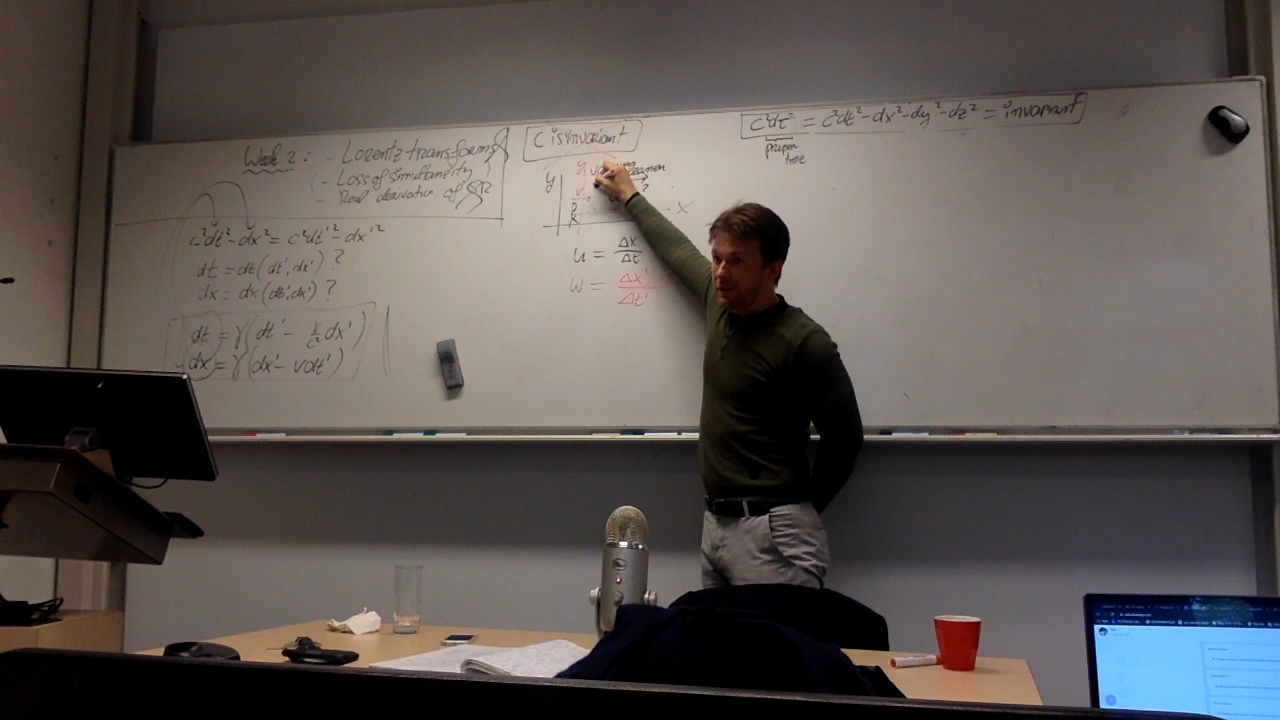 Week 2: - Lorentz transforms
- Loss of simultaneity
- Real derivation of SR
c²dt² - dx² = c²dt'² - dx'²
dt = dt(dt', dx') ?
dx = dx(dt', dx') ?
dt = γ(dt' - v/c² dx')
dx = γ(dx' - vdt')
C is invariant
y
y
v
?
x
u = Δx/Δt
w = Δx'/Δt'
c²dτ² = c²dt² - dx² - dy² - dz² = invariant
proper
time